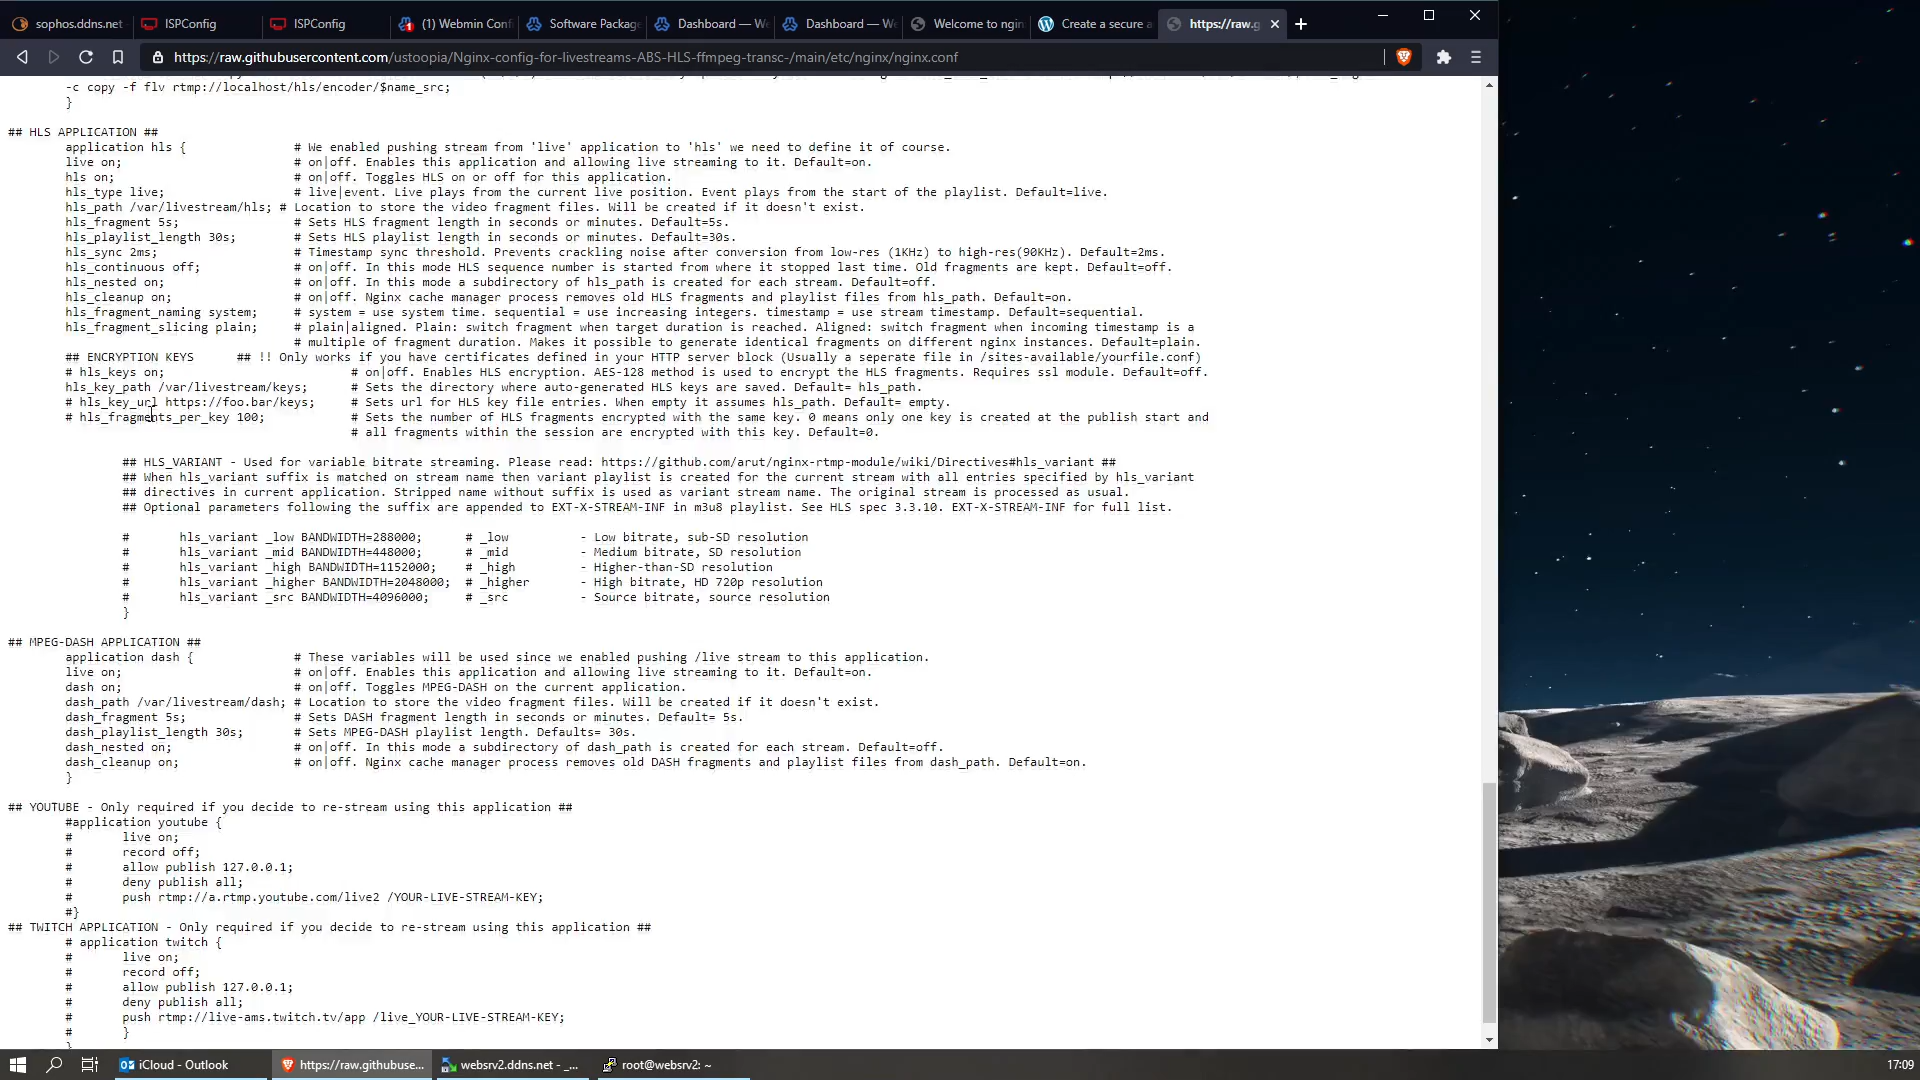 sophos.ddns.net
ISPConfig
ISPConfig
(1) Webmin Conf
Software Package
Dashboard — We
Dashboard — We
Welcome to ngin
Create a secure a
https://raw.g
https://raw.githubusercontent.com/ustoopia/Nginx-config-for-livestreams-ABS-HLS-ffmpeg-transc-/main/etc/nginx/nginx.conf
-c copy -f flv rtmp://localhost/hls/encoder/$name_src;
}
## HLS APPLICATION ##
application hls { # We enabled pushing stream from 'live' application to 'hls' we need to define it of course.
live on; # on|off. Enables this application and allowing live streaming to it. Default=on.
hls on; # on|off. Toggles HLS on or off for this application.
hls_type live; # live|event. Live plays from the current live position. Event plays from the start of the playlist. Default=live.
hls_path /var/livestream/hls; # Location to store the video fragment files. Will be created if it doesn't exist.
hls_fragment 5s; # Sets HLS fragment length in seconds or minutes. Default=5s.
hls_playlist_length 30s; # Sets HLS playlist length in seconds or minutes. Default=30s.
hls_sync 2ms; # Timestamp sync threshold. Prevents crackling noise after conversion from low-res (1KHz) to high-res(90KHz). Default=2ms.
hls_continuous off; # on|off. In this mode HLS sequence number is started from where it stopped last time. Old fragments are kept. Default=off.
hls_nested on; # on|off. In this mode a subdirectory of hls_path is created for each stream. Default=off.
hls_cleanup on; # on|off. Nginx cache manager process removes old HLS fragments and playlist files from hls_path. Default=on.
hls_fragment_naming system; # system = use system time. sequential = use increasing integers. timestamp = use stream timestamp. Default=sequential.
hls_fragment_slicing plain; # plain|aligned. Plain: switch fragment when target duration is reached. Aligned: switch fragment when incoming timestamp is a
# multiple of fragment duration. Makes it possible to generate identical fragments on different nginx instances. Default=plain.
## ENCRYPTION KEYS ## !! Only works if you have certificates defined in your HTTP server block (Usually a seperate file in /sites-available/yourfile.conf)
# hls_keys on; # on|off. Enables HLS encryption. AES-128 method is used to encrypt the HLS fragments. Requires ssl module. Default=off.
hls_key_path /var/livestream/keys; # Sets the directory where auto-generated HLS keys are saved. Default= hls_path.
# hls_key_url https://foo.bar/keys; # Sets url for HLS key file entries. When empty it assumes hls_path. Default= empty.
# hls_fragments_per_key 100; # Sets the number of HLS fragments encrypted with the same key. 0 means only one key is created at the publish start and
# all fragments within the session are encrypted with this key. Default=0.
## HLS_VARIANT - Used for variable bitrate streaming. Please read: https://github.com/arut/nginx-rtmp-module/wiki/Directives#hls_variant ##
## When hls_variant suffix is matched on stream name then variant playlist is created for the current stream with all entries specified by hls_variant
## directives in current application. Stripped name without suffix is used as variant stream name. The original stream is processed as usual.
## Optional parameters following the suffix are appended to EXT-X-STREAM-INF in m3u8 playlist. See HLS spec 3.3.10. EXT-X-STREAM-INF for full list.
# hls_variant _low BANDWIDTH=288000; # _low - Low bitrate, sub-SD resolution
# hls_variant _mid BANDWIDTH=448000; # _mid - Medium bitrate, SD resolution
# hls_variant _high BANDWIDTH=1152000; # _high - Higher-than-SD resolution
# hls_variant _higher BANDWIDTH=2048000; # _higher - High bitrate, HD 720p resolution
# hls_variant _src BANDWIDTH=4096000; # _src - Source bitrate, source resolution
}
## MPEG-DASH APPLICATION ##
application dash { # These variables will be used since we enabled pushing /live stream to this application.
live on; # on|off. Enables this application and allowing live streaming to it. Default=on.
dash on; # on|off. Toggles MPEG-DASH on the current application.
dash_path /var/livestream/dash; # Location to store the video fragment files. Will be created if it doesn't exist.
dash_fragment 5s; # Sets DASH fragment length in seconds or minutes. Default= 5s.
dash_playlist_length 30s; # Sets MPEG-DASH playlist length. Defaults= 30s.
dash_nested on; # on|off. In this mode a subdirectory of dash_path is created for each stream. Default=off.
dash_cleanup on; # on|off. Nginx cache manager process removes old DASH fragments and playlist files from dash_path. Default=on.
}
## YOUTUBE - Only required if you decide to re-stream using this application ##
#application youtube {
# live on;
# record off;
# allow publish 127.0.0.1;
# deny publish all;
# push rtmp://a.rtmp.youtube.com/live2 /YOUR-LIVE-STREAM-KEY;
#}
## TWITCH APPLICATION - Only required if you decide to re-stream using this application ##
# application twitch {
# live on;
# record off;
# allow publish 127.0.0.1;
# deny publish all;
# push rtmp://live-ams.twitch.tv/app /live_YOUR-LIVE-STREAM-KEY;
# }
}
iCloud - Outlook
https://raw.githubuse...
websrv2.ddns.net - _...
root@websrv2: ~
17:09